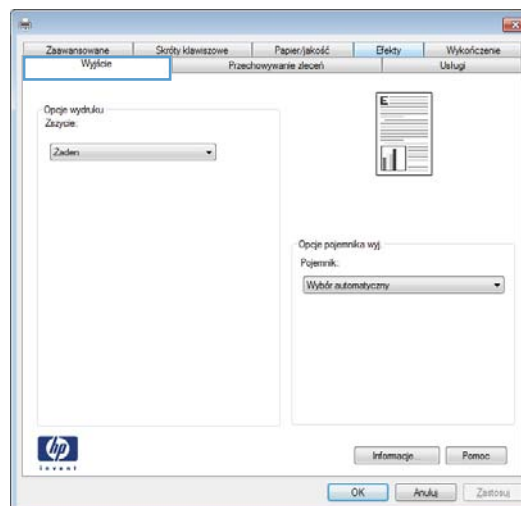 Zaawansowane Skróty klawiszowe Papier/jakość Efekty Wykończenie
Wyjście Przechowywanie zleceń Usługi
Opcje wydruku
Zszycie:
Żaden
E
Opcje pojemnika wyj.
Pojemnik:
Wybór automatyczny
hp
invent
Informacje... Pomoc
OK Anuluj Zastosuj